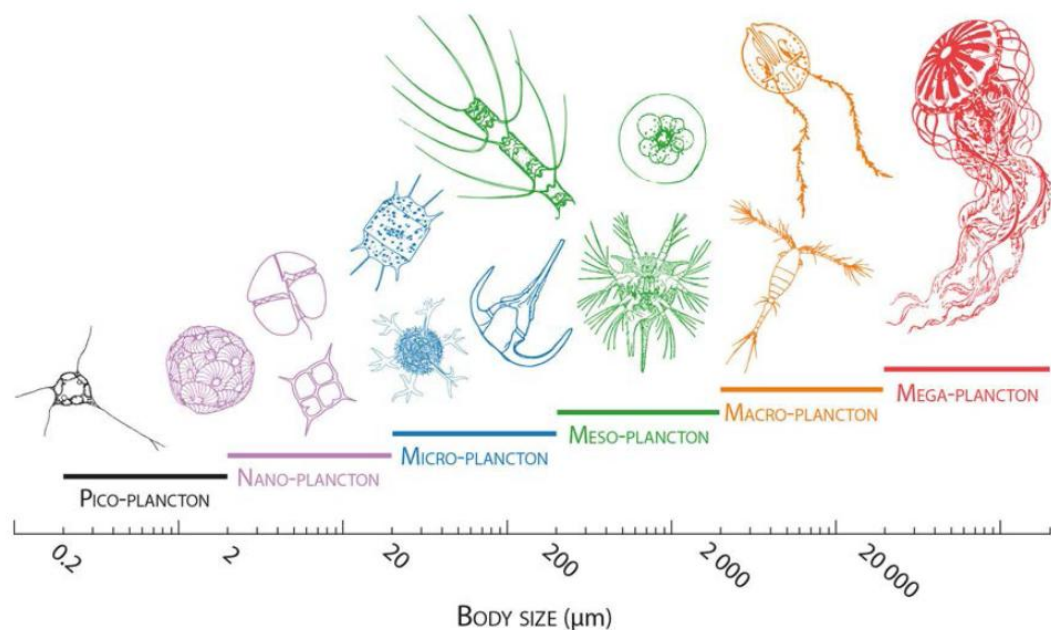 MEGA-PLANCTON
MACRO-PLANCTON
MESO-PLANCTON
MICRO-PLANCTON
NANO-PLANCTON
PICO-PLANCTON
0.2 2 20 200 2 000 20 000
BODY SIZE (µm)